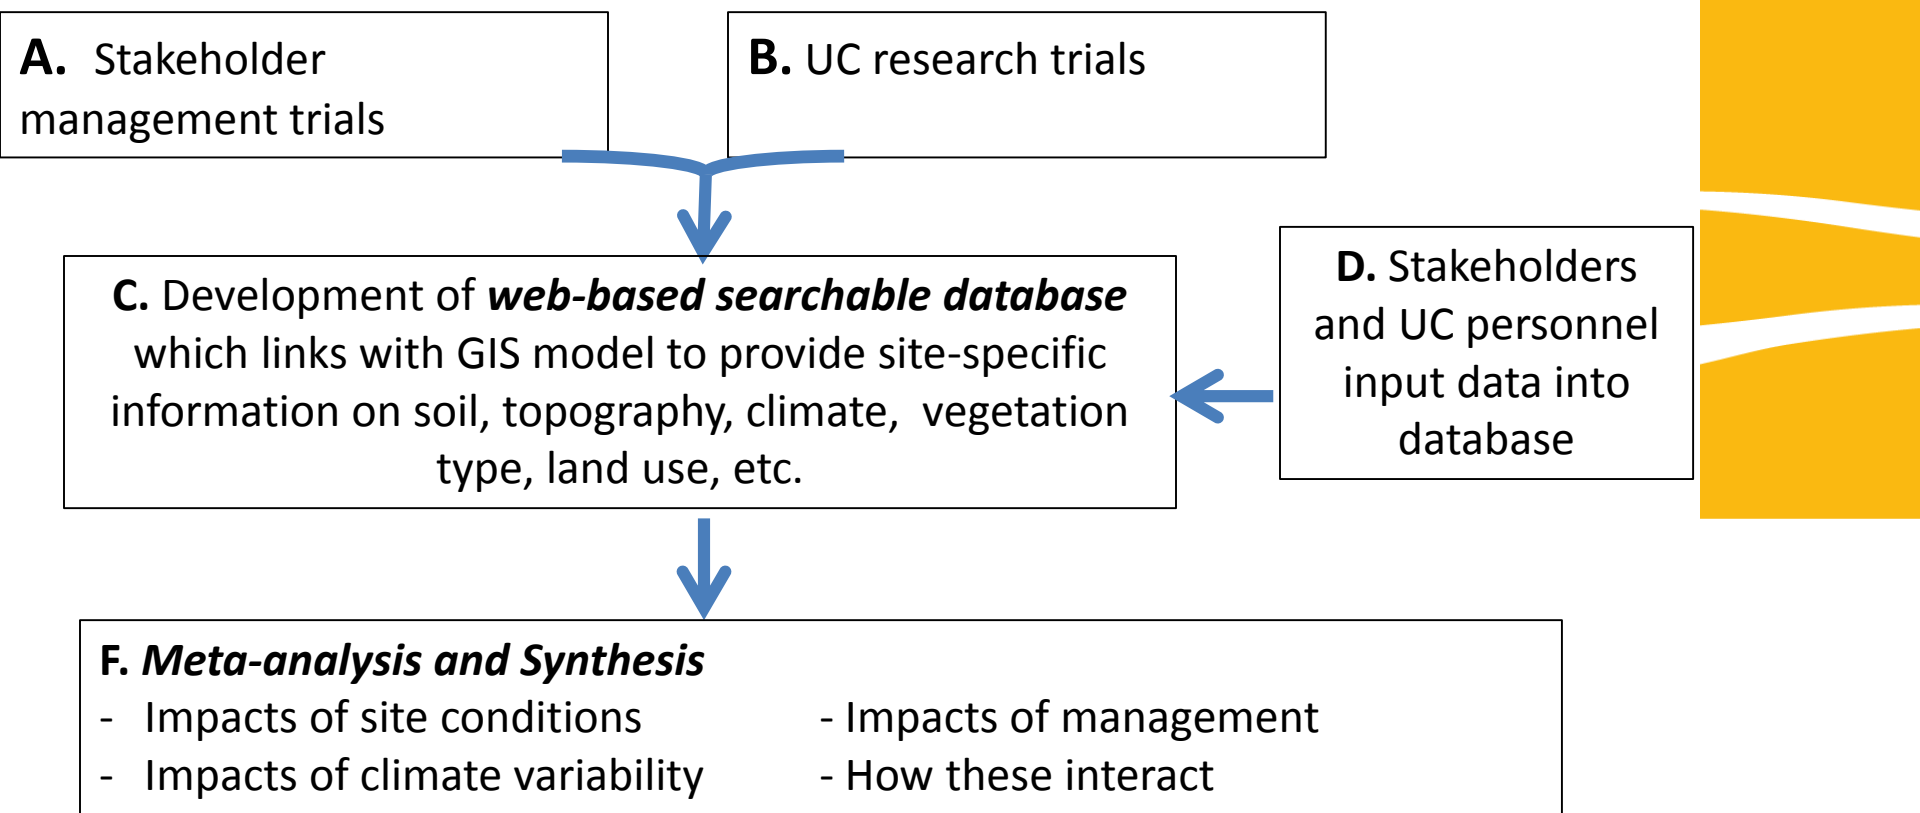 A. Stakeholder
management trials
B. UC research trials
C. Development of web-based searchable database
which links with GIS model to provide site-specific
information on soil, topography, climate, vegetation
type, land use, etc.
D. Stakeholders
and UC personnel
input data into
database
F. Meta-analysis and Synthesis
- Impacts of site conditions - Impacts of management
- Impacts of climate variability - How these interact